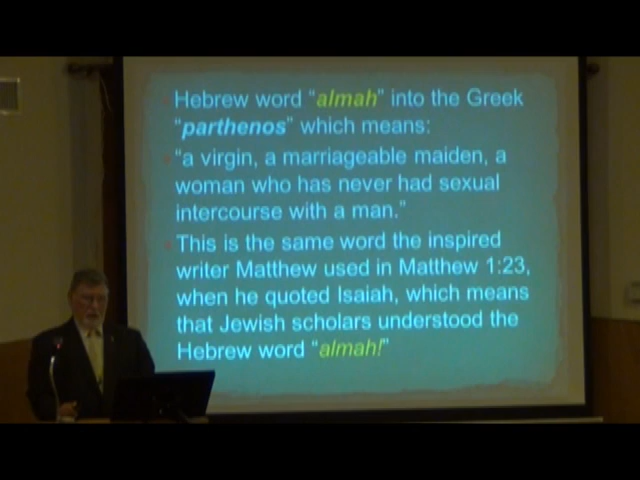 Hebrew word “almah” into the Greek
“parthenos” which means:
“a virgin, a marriageable maiden, a
woman who has never had sexual
intercourse with a man.”
This is the same word the inspired
writer Matthew used in Matthew 1:23,
when he quoted Isaiah, which means
that Jewish scholars understood the
Hebrew word “almah!”